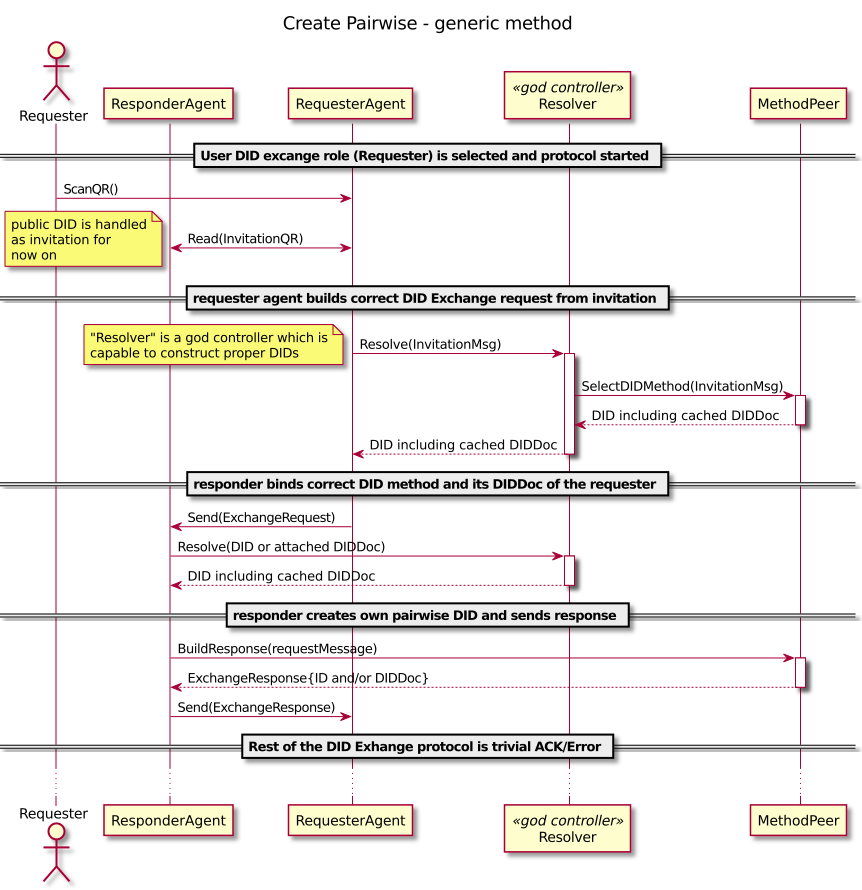 Create Pairwise - generic method
Requester
ResponderAgent
RequesterAgent
«god controller»
Resolver
MethodPeer
User DID excange role (Requester) is selected and protocol started
ScanQR()
public DID is handled
as invitation for
now on
Read(InvitationQR)
requester agent builds correct DID Exchange request from invitation
"Resolver" is a god controller which is
capable to construct proper DIDs
Resolve(InvitationMsg)
SelectDIDMethod(InvitationMsg)
DID including cached DIDDoc
DID including cached DIDDoc
responder binds correct DID method and its DIDDoc of the requester
Send(ExchangeRequest)
Resolve(DID or attached DIDDoc)
DID including cached DIDDoc
responder creates own pairwise DID and sends response
BuildResponse(requestMessage)
ExchangeResponse{ID and/or DIDDoc}
Send(ExchangeResponse)
Rest of the DID Exhange protocol is trivial ACK/Error
Requester
ResponderAgent
RequesterAgent
«god controller»
Resolver
MethodPeer